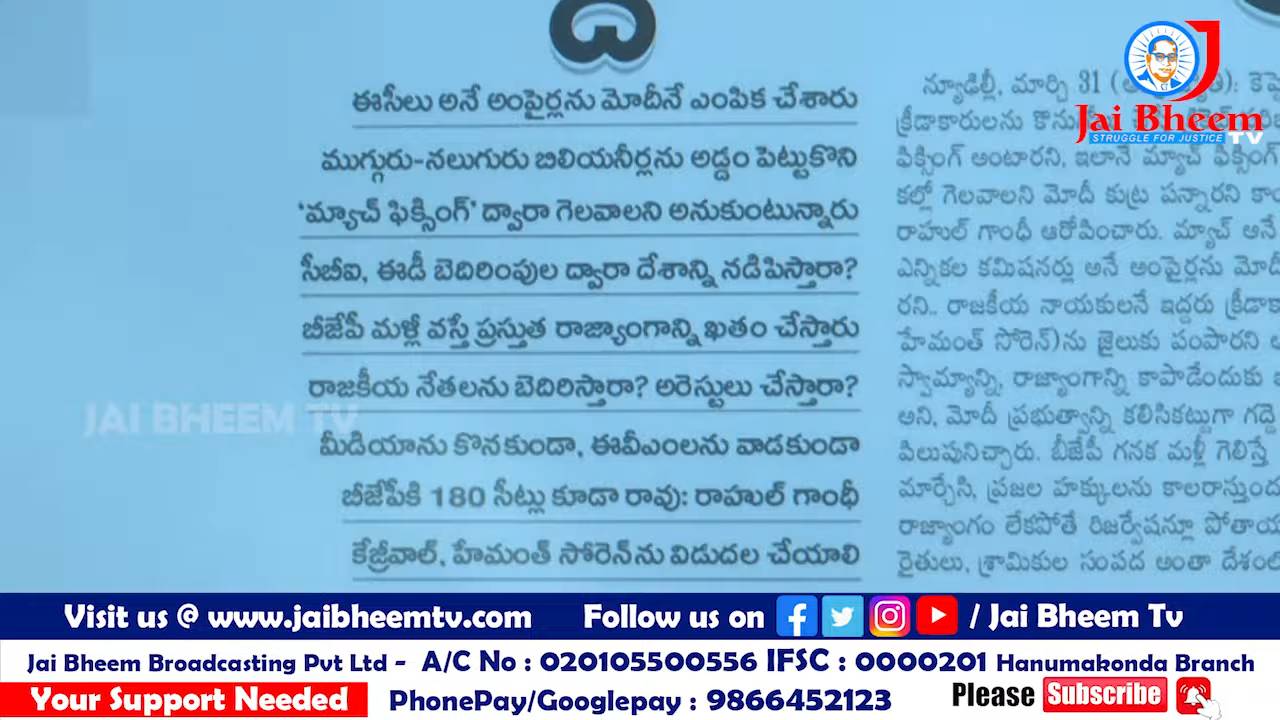 ది
ఈసీలు అనే అంపైర్లను మోదీనే ఎంపిక చేశారు
ముగ్గురు-నలుగురు బిలియనీర్లను అడ్డం పెట్టుకొని
‘మ్యాచ్ ఫిక్సింగ్’ ద్వారా గెలవాలని అనుకుంటున్నారు
సీబీఐ, ఈడీ బెదిరింపుల ద్వారా దేశాన్ని నడిపిస్తారా?
బీజేపీ మళ్లీ వస్తే ప్రస్తుత రాజ్యాంగాన్ని ఖతం చేస్తారు
రాజకీయ నేతలను బెదిరిస్తారా? అరెస్టులు చేస్తారా?
మీడియాను కొనకుండా, ఈవీఎంలను వాడకుండా
బీజేపీకి 180 సీట్లు కూడా రావు: రాహుల్ గాంధీ
కేజ్రీవాల్, హేమంత్ సోరెన్‌ను విడుదల చేయాలి
న్యూఢిల్లీ, మార్చి 31
క్రీడాకారులను
ఫిక్సింగ్ అంటారని, ఇలానే మ్యాచ్ ఫిక్సింగ్
కల్లో గెలవాలని మోదీ కుట్ర పన్నారని
రాహుల్ గాంధీ ఆరోపించారు. మ్యాచ్ అనే
ఎన్నికల కమిషనర్లు అనే అంపైర్లను
రని.. రాజకీయ నాయకులనే ఇద్దరు
హేమంత్ సోరెన్)ను జైలుకు పంపారని
స్వామ్యాన్ని, రాజ్యాంగాన్ని కాపాడేందుకు
అని, మోదీ ప్రభుత్వాన్ని కలిసికట్టుగా
పిలుపునిచ్చారు. బీజేపీ గనక మళ్లీ గెలిస్తే
మార్చేసి, ప్రజల హక్కులను
రాజ్యాంగం లేకపోతే రిజర్వేషన్లూ
రైతులు, శ్రామికుల సంపద అంతా
Jai Bheem
STRUGGLE FOR JUSTICE TV
JAI BHEEM TV
Visit us @ www.jaibheemtv.com Follow us on / Jai Bheem Tv
Jai Bheem Broadcasting Pvt Ltd - A/C No : 020105500556 IFSC : 0000201 Hanumakonda Branch
Your Support Needed PhonePay/Googlepay : 9866452123 Please Subscribe